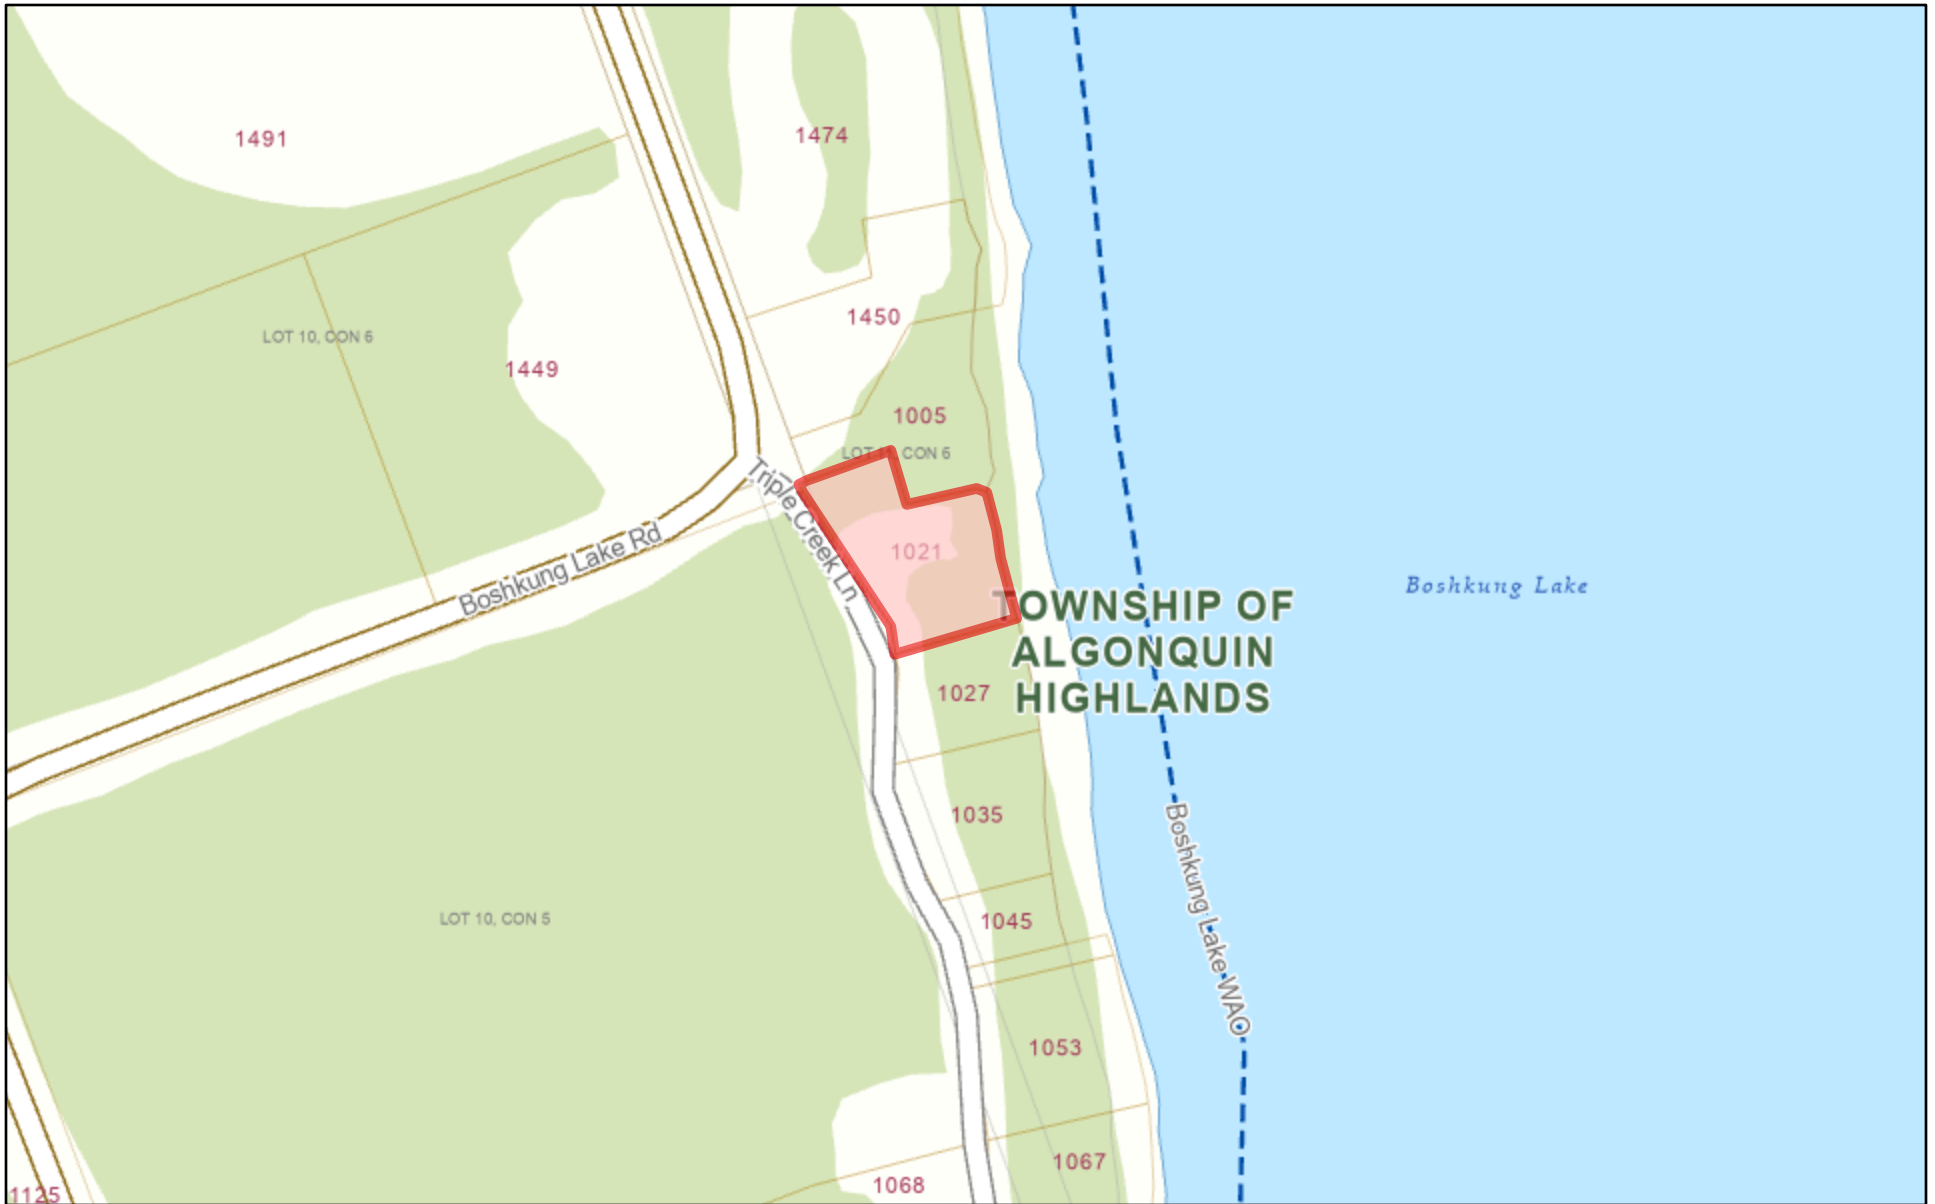 1491
1474
LOT 10, CON 6
1450
1449
1005
CON 6
Triple Creek Ln
Boshkung Lake Rd
1021
Boshkung Lake
TOWNSHIP OF
ALGONQUIN
HIGHLANDS
1027
1035
Boshkung Lake WAO
LOT 10, CON 5
1045
1053
1067
1068
1125